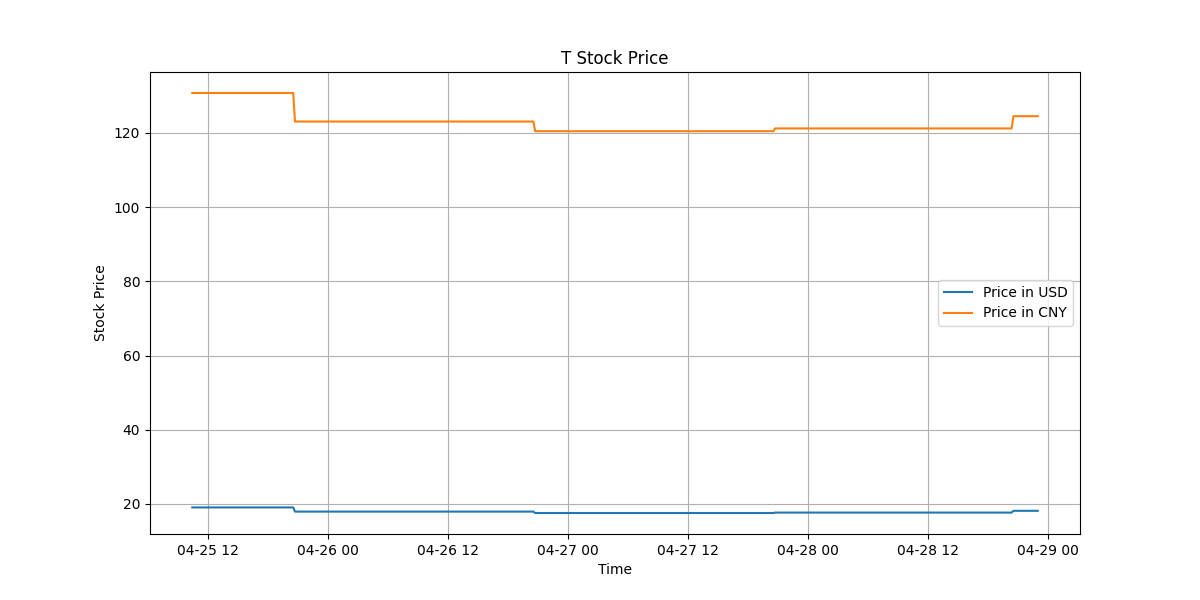 T Stock Price
Stock Price
120
100
80
60
40
20
Price in USD
Price in CNY
04-25 12
04-26 00
04-26 12
04-27 00
04-27 12
04-28 00
04-28 12
04-29 00
Time